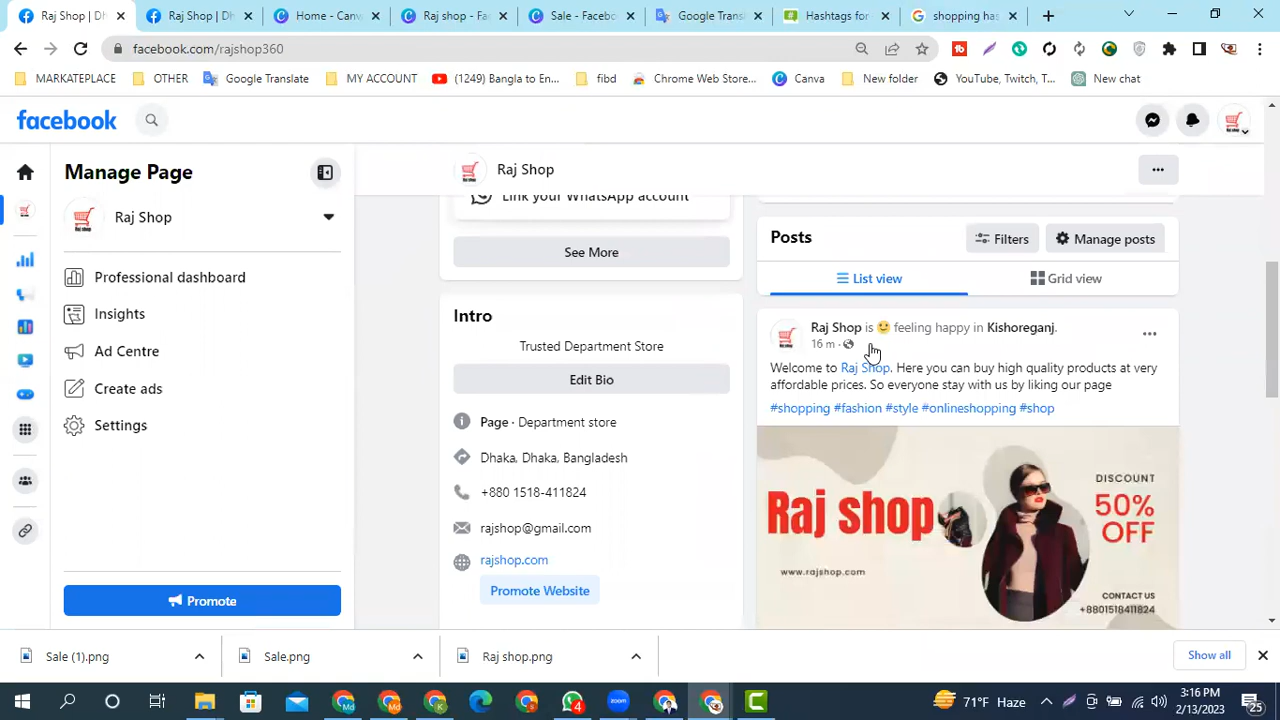 Raj Shop | Dh
Raj Shop | Dh
Home - Canv
Raj shop - Fa
Sale - Facebo
Google Tran
Hashtags for
shopping ha
facebook.com/rajshop360
MARKATEPLACE
OTHER
Google Translate
MY ACCOUNT
(1249) Bangla to En...
fibd
Chrome Web Store...
Canva
New folder
YouTube, Twitch, T...
New chat
facebook
Manage Page
Raj Shop
Professional dashboard
Insights
Ad Centre
Create ads
Settings
Promote
Raj Shop
Link your WhatsApp account
See More
Intro
Trusted Department Store
Edit Bio
Page · Department store
Dhaka, Dhaka, Bangladesh
+880 1518-411824
rajshop@gmail.com
rajshop.com
Promote Website
Posts
Filters
Manage posts
List view
Grid view
Raj Shop is feeling happy in Kishoreganj.
16 m ·
Welcome to Raj Shop. Here you can buy high quality products at very
affordable prices. So everyone stay with us by liking our page
#shopping #fashion #style #onlineshopping #shop
Raj shop
www.rajshop.com
DISCOUNT
50%
OFF
CONTACT US
+8801518411824
Sale (1).png
Sale.png
Raj shop.png
Show all
71°F Haze
3:16 PM
2/13/2023
25
4
zoom